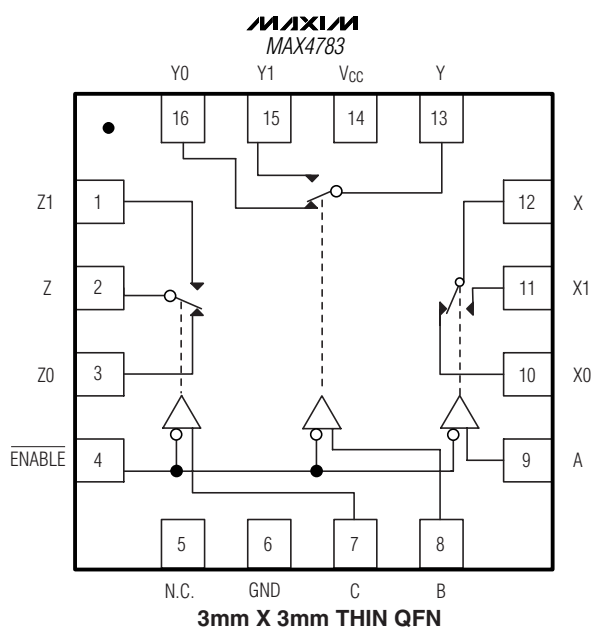 MAXIM
MAX4783
Y0 Y1 VCC Y
16 15 14 13
Z1 1 12 X
Z 2 11 X1
Z0 3 10 X0
ENABLE 4 9 A
5 6 7 8
N.C. GND C B
3mm X 3mm THIN QFN